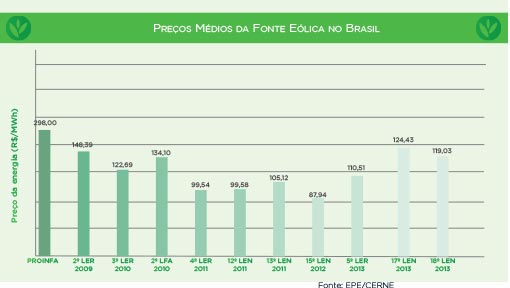 Preços Médios da Fonte Eólica no Brasil
Preço da energia (R$/MWh)
298,00
148,39
122,69
134,10
99,54
99,58
105,12
87,94
110,51
124,43
119,03
PROINFA
2º LER
2009
3º LER
2010
2º LFA
2010
4º LER
2011
12º LEN
2011
13º LEN
2011
15º LEN
2012
5º LER
2013
17º LEN
2013
18º LEN
2013
Fonte: EPE/CERNE